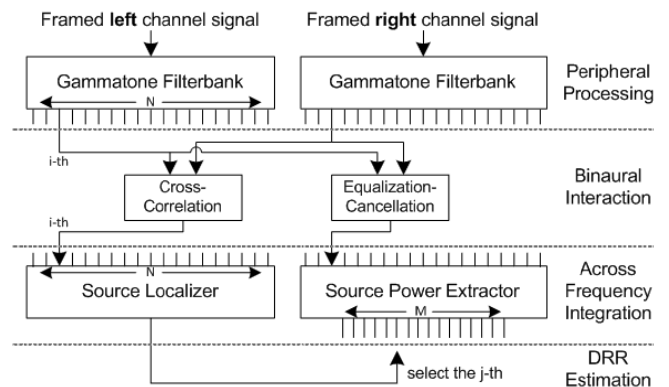 Framed left channel signal
Framed right channel signal
Gammatone Filterbank
N
Gammatone Filterbank
Peripheral
Processing
i-th
Cross-
Correlation
Equalization-
Cancellation
Binaural
Interaction
i-th
N
Source Localizer
Source Power Extractor
M
Across
Frequency
Integration
select the j-th
DRR
Estimation